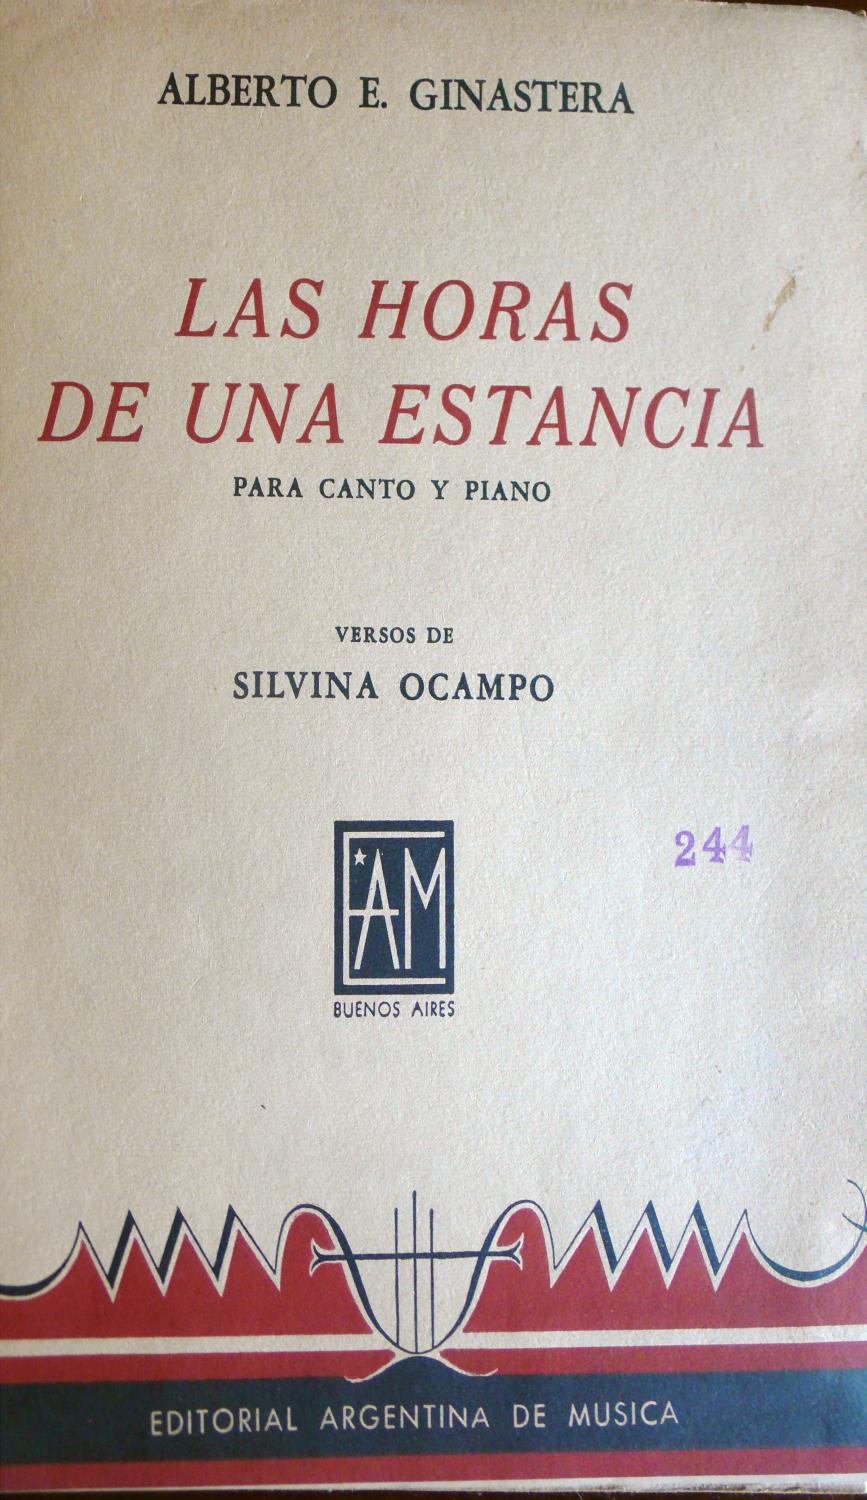 ALBERTO E. GINASTERA
LAS HORAS
DE UNA ESTANCIA
PARA CANTO Y PIANO
VERSOS DE
SILVINA OCAMPO
EAM
244
BUENOS AIRES
EDITORIAL ARGENTINA DE MUSICA